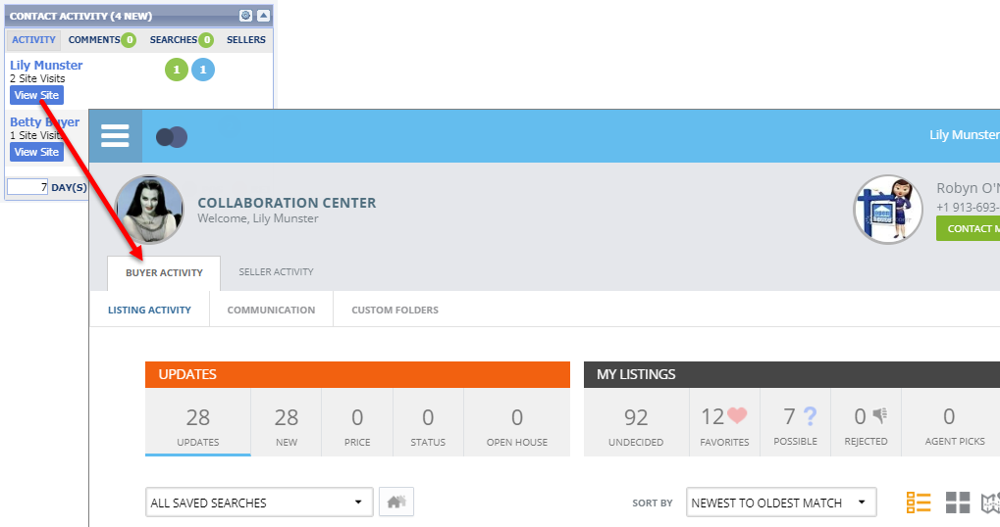 CONTACT ACTIVITY (4 NEW)
ACTIVITY COMMENTS 0 SEARCHES 0 SELLERS
Lily Munster 1 1
2 Site Visits
View Site
Betty Buyer
1 Site Visits
View Site
7 DAY(S)
Lily Munster
COLLABORATION CENTER
Welcome, Lily Munster
Robyn O'N
+1 913-693-
CONTACT M
BUYER ACTIVITY SELLER ACTIVITY
LISTING ACTIVITY COMMUNICATION CUSTOM FOLDERS
UPDATES MY LISTINGS
28 28 0 0 0 92 12 7 ? 0 0
UPDATES NEW PRICE STATUS OPEN HOUSE UNDECIDED FAVORITES POSSIBLE REJECTED AGENT PICKS
ALL SAVED SEARCHES SORT BY NEWEST TO OLDEST MATCH